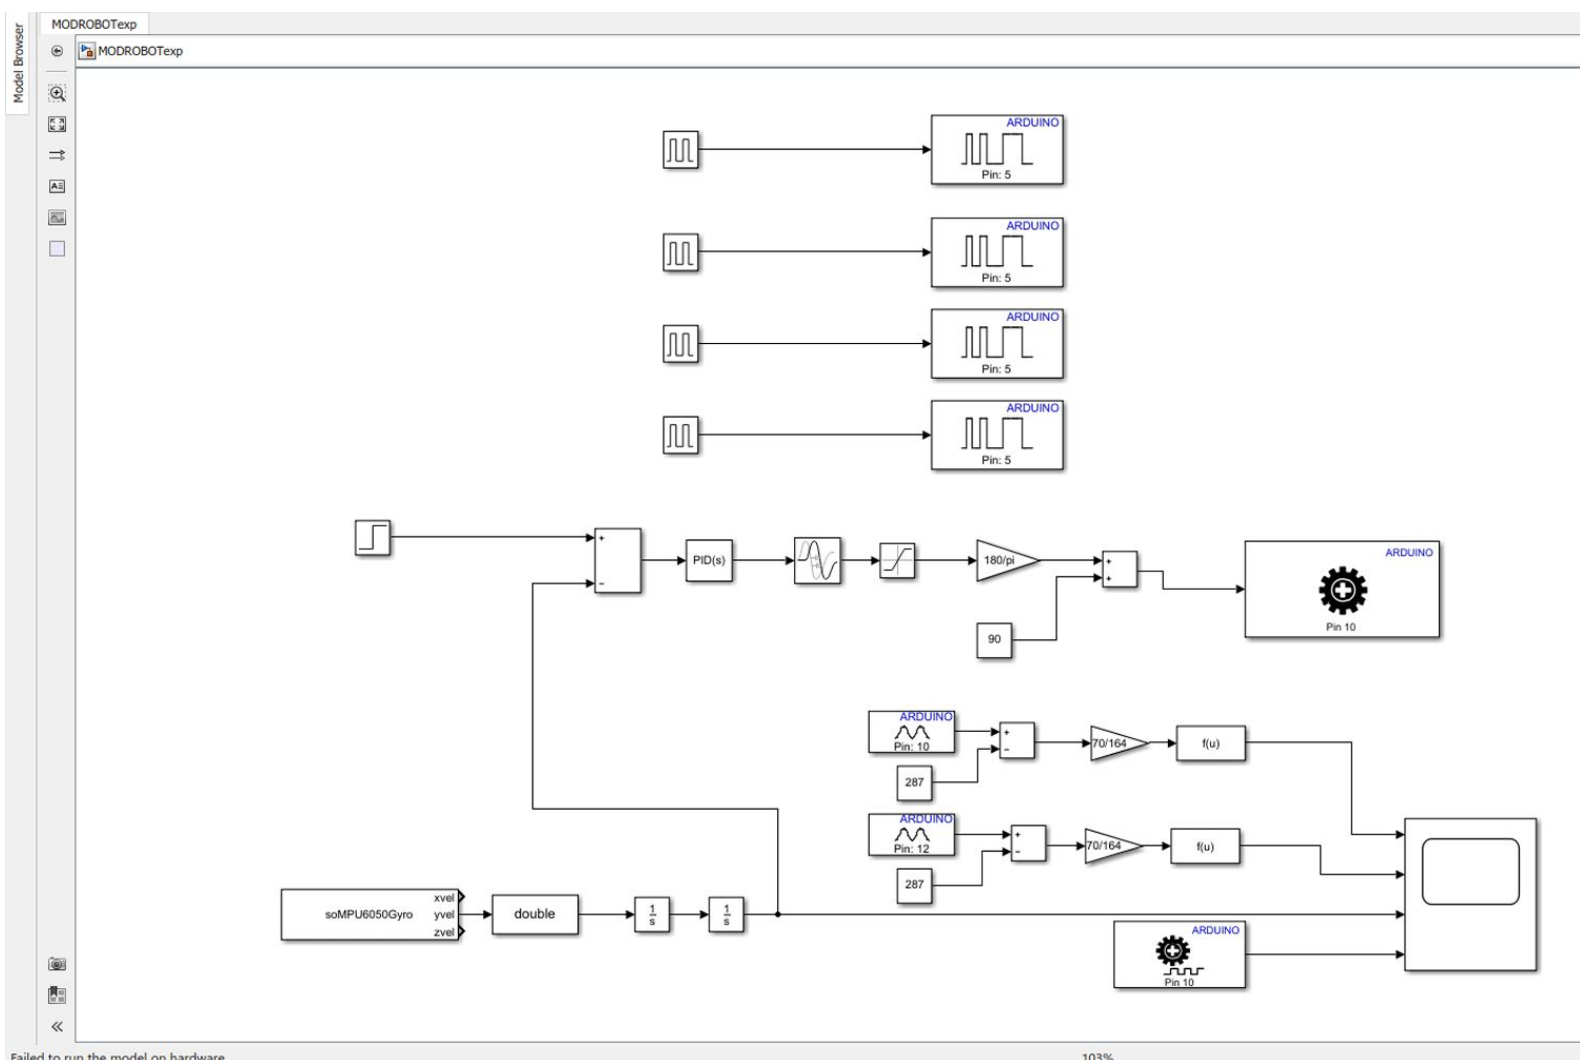 MODROBOTexp
Model Browser
MODROBOTexp
ARDUINO
Pin: 5
ARDUINO
Pin: 5
ARDUINO
Pin: 5
ARDUINO
Pin: 5
+
−
PID(s)
180/pi
+
+
90
ARDUINO
Pin 10
ARDUINO
Pin: 10
287
+
−
70/164
f(u)
ARDUINO
Pin: 12
287
+
−
70/164
f(u)
soMPU6050Gyro
xvel
yvel
zvel
double
1
s
1
s
ARDUINO
Pin 10
Failed to run the model on hardware
103%